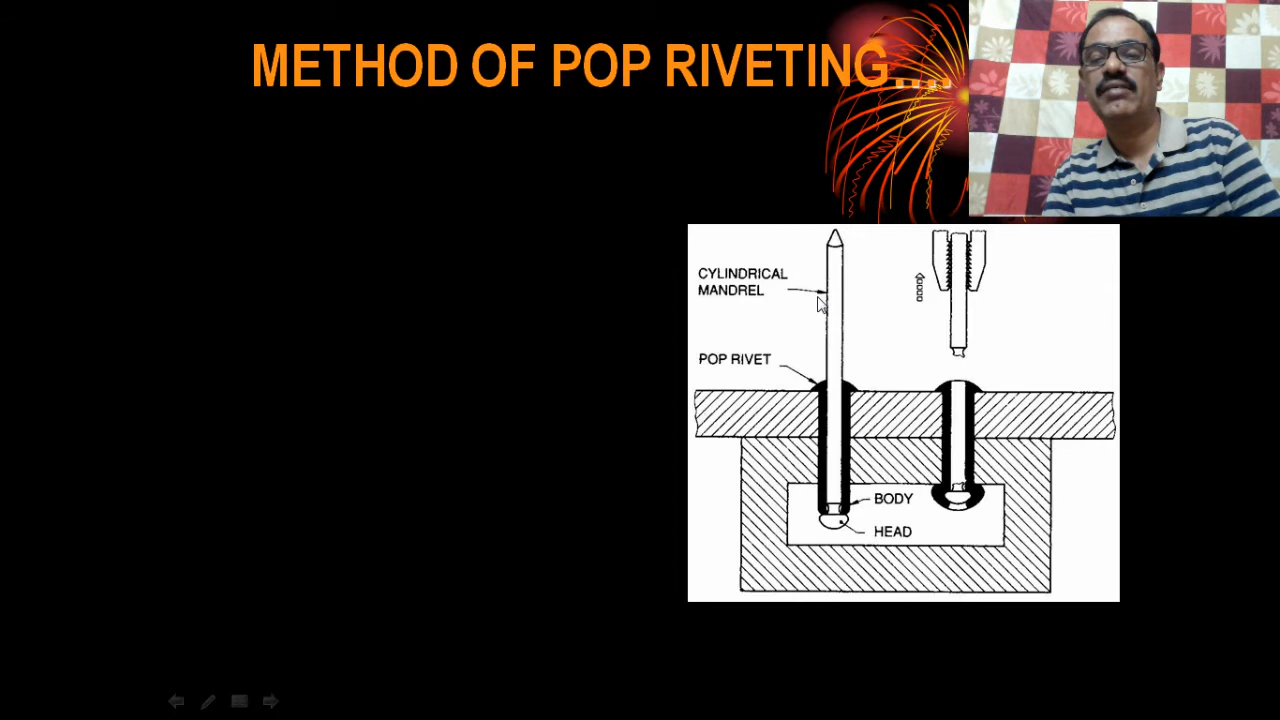 METHOD OF POP RIVETING....
CYLINDRICAL
MANDREL
POP RIVET
BODY
HEAD